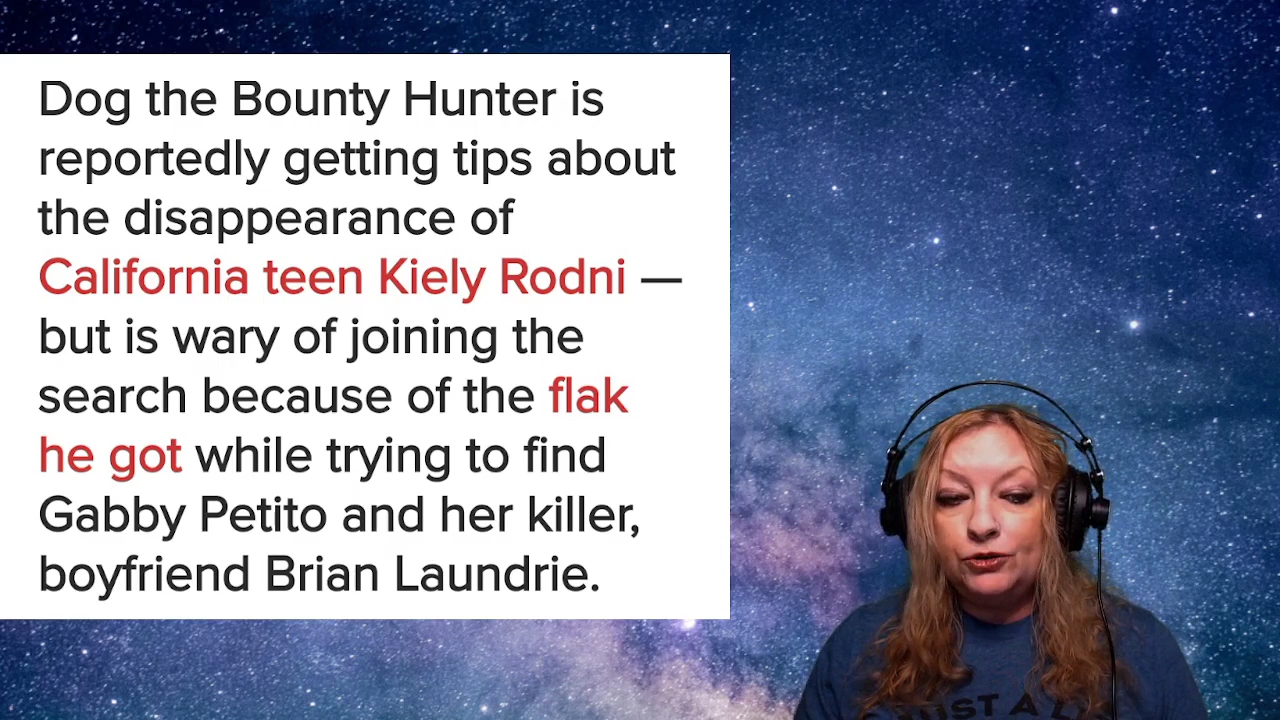 Dog the Bounty Hunter is
reportedly getting tips about
the disappearance of
California teen Kiely Rodni —
but is wary of joining the
search because of the flak
he got while trying to find
Gabby Petito and her killer,
boyfriend Brian Laundrie.
JUST A